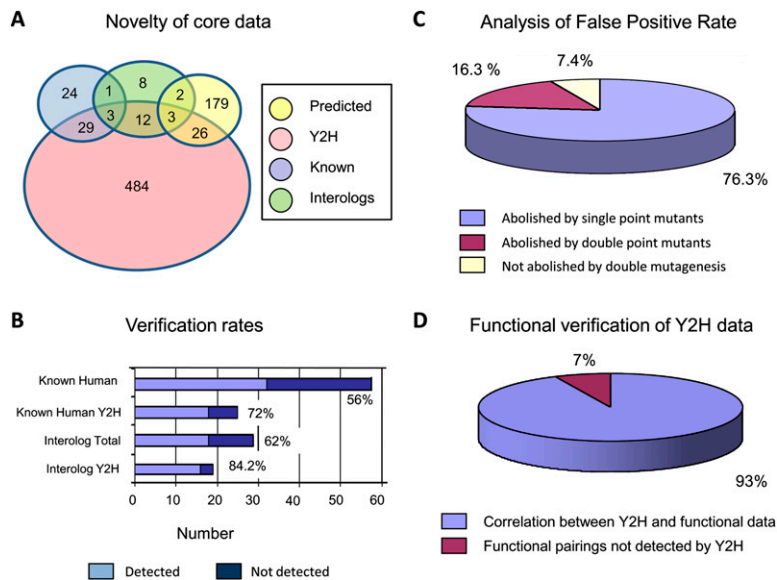 A
Novelty of core data
24
1
8
2
179
29
3
12
3
26
484
Predicted
Y2H
Known
Interologs
B
Verification rates
Known Human
56%
Known Human Y2H
72%
Interolog Total
62%
Interolog Y2H
84.2%
0 10 20 30 40 50 60
Number
Detected
Not detected
C
Analysis of False Positive Rate
16.3 %
7.4%
76.3%
Abolished by single point mutants
Abolished by double point mutants
Not abolished by double mutagenesis
D
Functional verification of Y2H data
7%
93%
Correlation between Y2H and functional data
Functional pairings not detected by Y2H